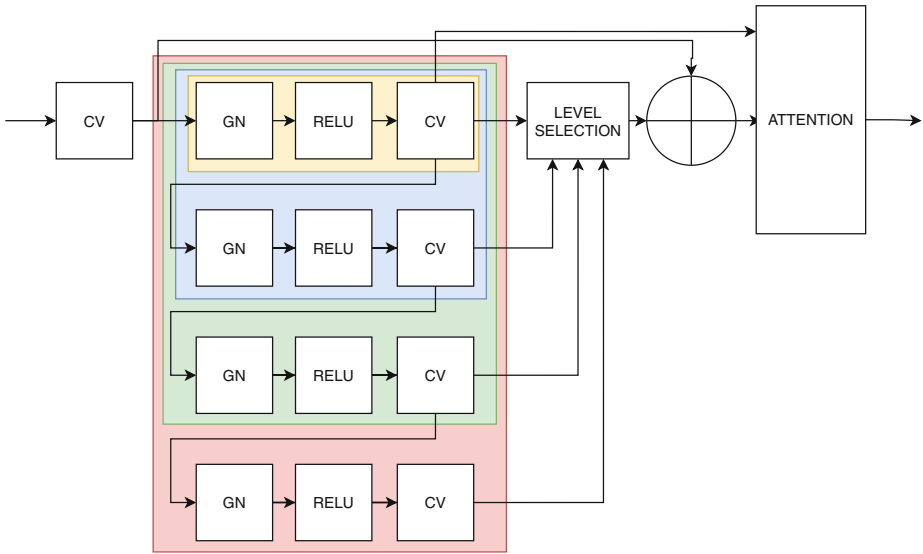 CV
GN
RELU
CV
LEVEL
SELECTION
ATTENTION
GN
RELU
CV
GN
RELU
CV
GN
RELU
CV